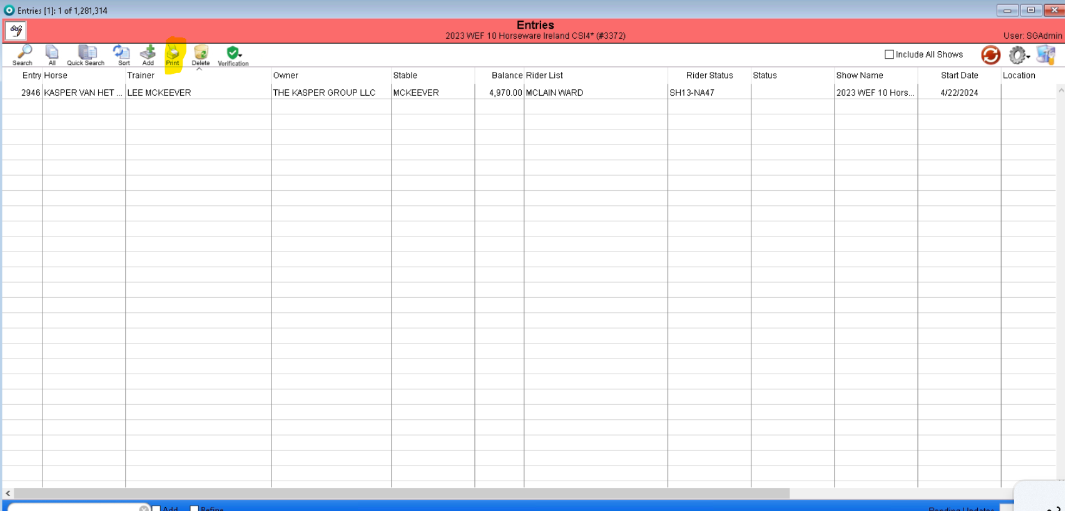 Entries [1]: 1 of 1,281,314
Entries
2023 WEF 10 Horseware Ireland CSI4* (#3372)
User: SGAdmin
Search All Quick Search Sort Add Print Delete Verification
Include All Shows
Entry Horse Trainer Owner Stable Balance Rider List Rider Status Status Show Name Start Date Location
2946 KASPER VAN HET ... LEE MCKEEVER THE KASPER GROUP LLC MCKEEVER 4,970.00 MCLAIN WARD SH13-NA47 2023 WEF 10 Hors... 4/22/2024
Add Refine Pending Updates